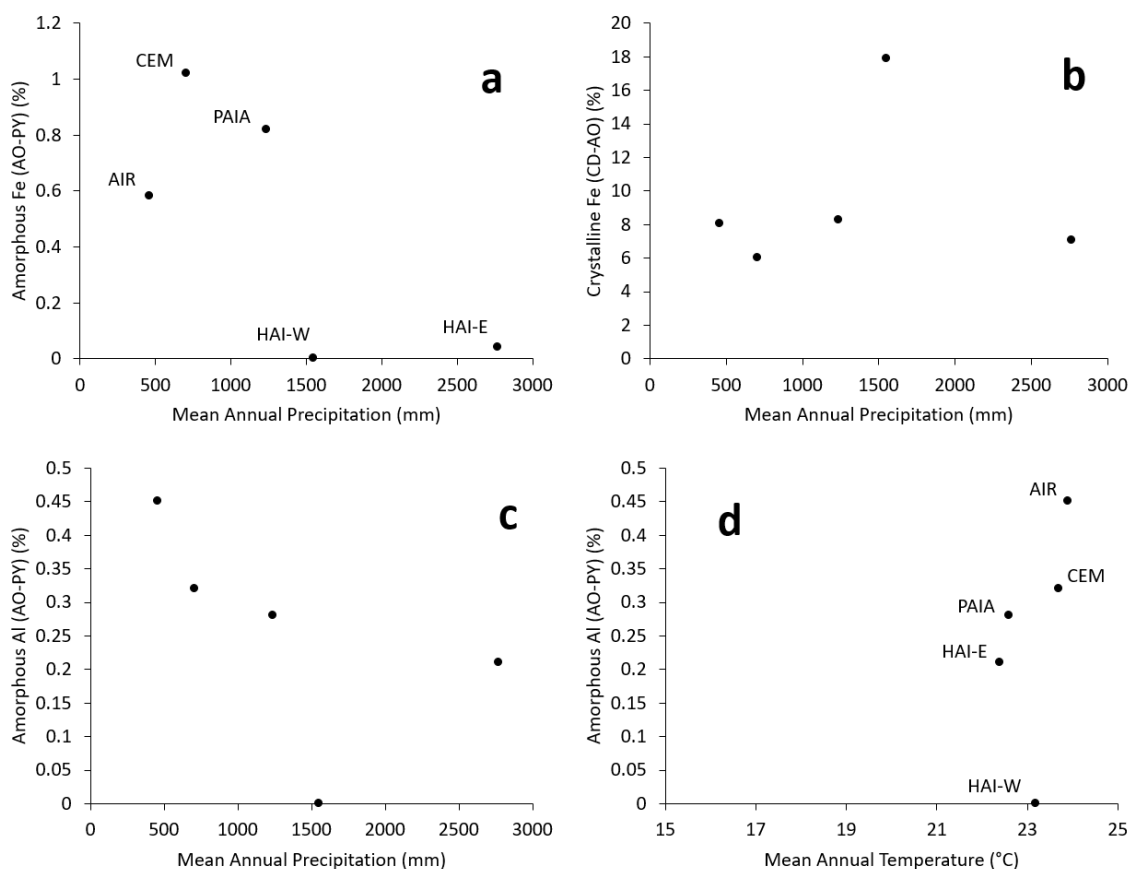 Amorphous Fe (AO-PY) (%)
1.2
1
0.8
0.6
0.4
0.2
0
CEM
PAIA
AIR
HAI-W
HAI-E
a
0 500 1000 1500 2000 2500 3000
Mean Annual Precipitation (mm)
Crystalline Fe (CD-AO) (%)
20
18
16
14
12
10
8
6
4
2
0
b
0 500 1000 1500 2000 2500 3000
Mean Annual Precipitation (mm)
Amorphous Al (AO-PY) (%)
0.5
0.45
0.4
0.35
0.3
0.25
0.2
0.15
0.1
0.05
0
c
0 500 1000 1500 2000 2500 3000
Mean Annual Precipitation (mm)
Amorphous Al (AO-PY) (%)
0.5
0.45
0.4
0.35
0.3
0.25
0.2
0.15
0.1
0.05
0
d
AIR
CEM
PAIA
HAI-E
HAI-W
15 17 19 21 23 25
Mean Annual Temperature (°C)